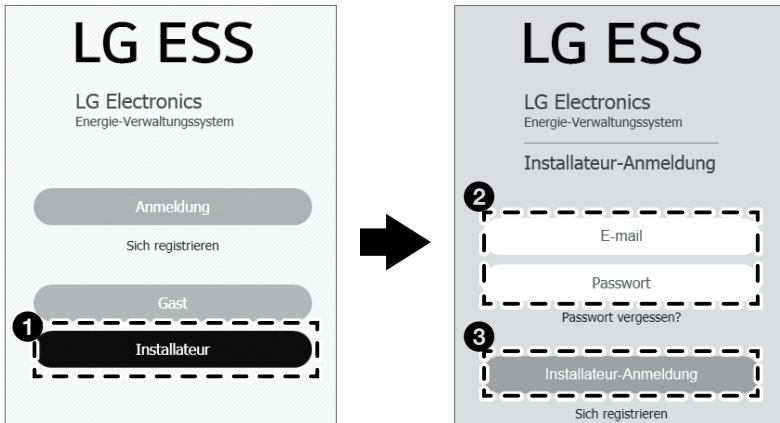 LG ESS
LG Electronics
Energie-Verwaltungssystem
Anmeldung
Sich registrieren
Gast
1
Installateur
LG ESS
LG Electronics
Energie-Verwaltungssystem
Installateur-Anmeldung
2
E-mail
Passwort
Passwort vergessen?
3
Installateur-Anmeldung
Sich registrieren